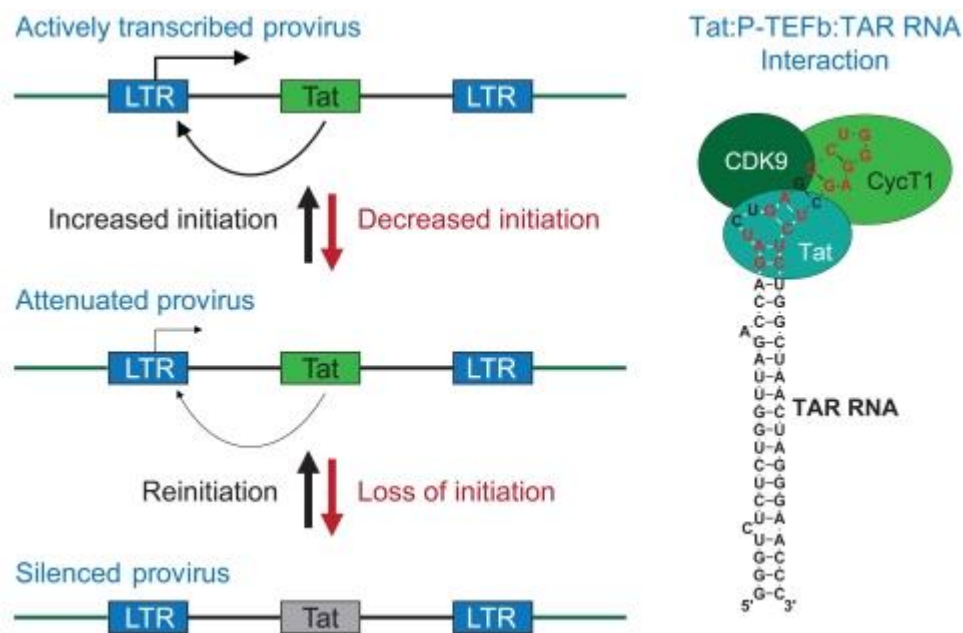 Actively transcribed provirus
LTR
Tat
LTR
Increased initiation
Decreased initiation
Attenuated provirus
LTR
Tat
LTR
Reinitiation
Loss of initiation
Silenced provirus
LTR
Tat
LTR
Tat:P-TEFb:TAR RNA
Interaction
U-G
C G
CDK9
G-A
CycT1
C U G A
U C
Tat
A-U
G-C
A-U
C-G
C-G
A
G-C
A-U
U-A
U-A
G-C
TAR RNA
G-U
U-A
C-G
U-G
C-G
U-A
C
U-A
G-C
G-C
G-C
5' 3'